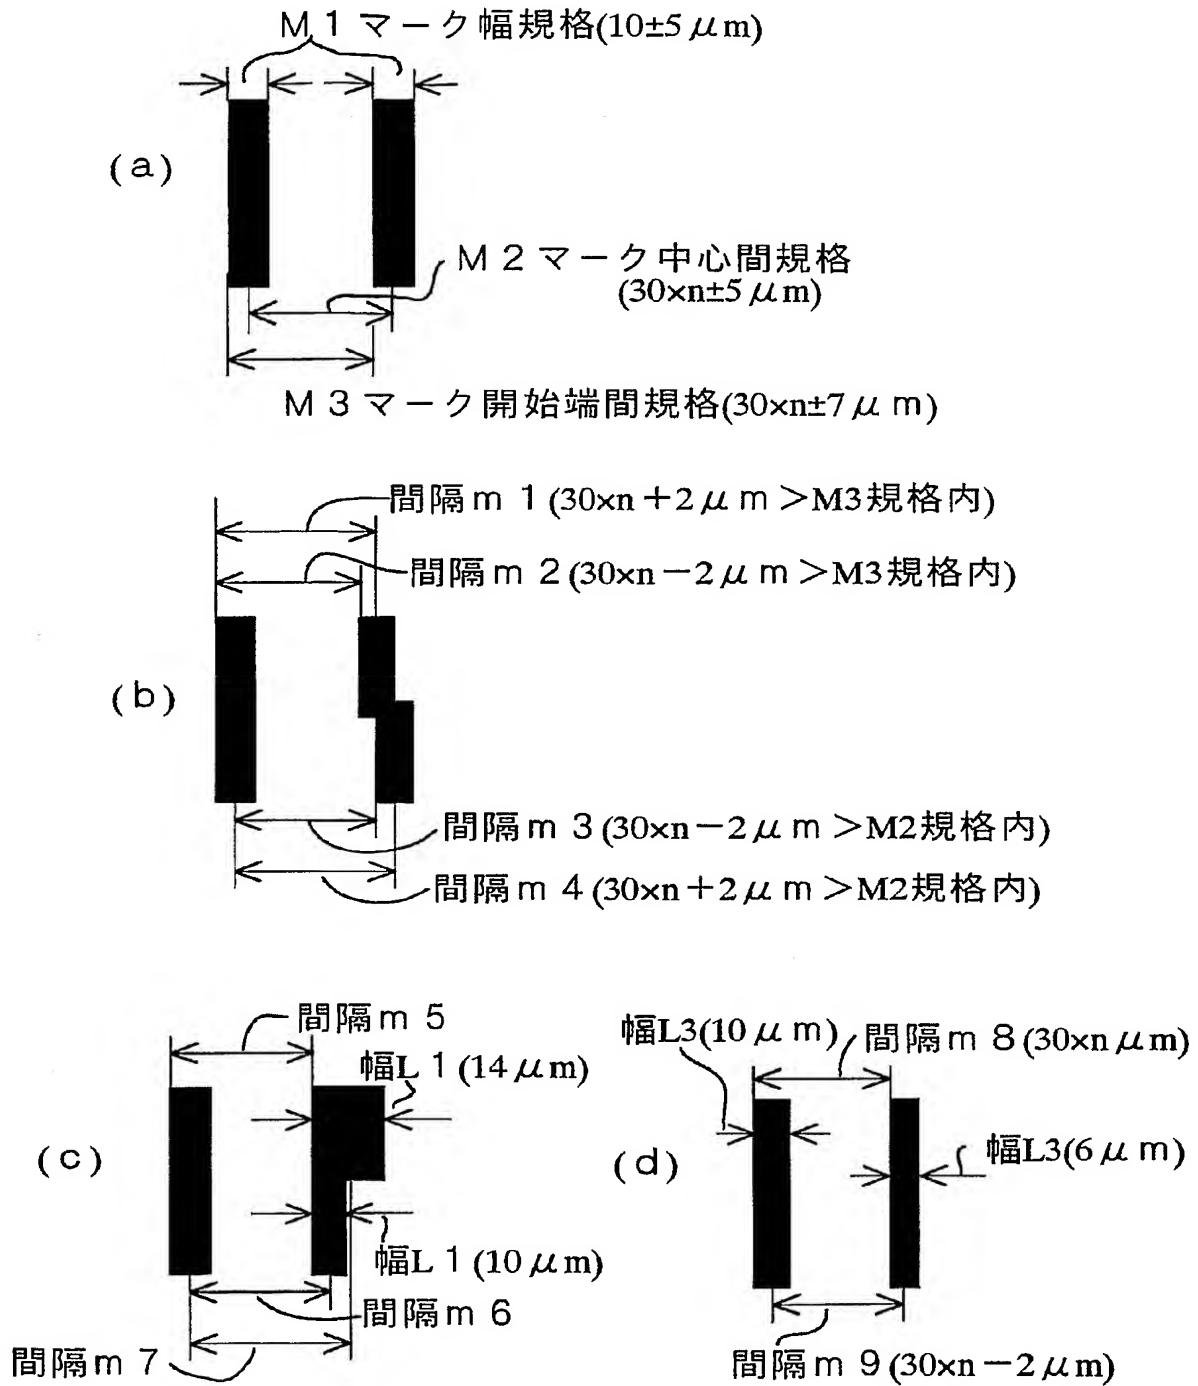 M１マーク幅規格(10±5μm)
(a)
M２マーク中心間規格
(30×n±5μm)
M３マーク開始端間規格(30×n±7μm)
間隔m１(30×n＋2μm＞M3規格内)
間隔m２(30×n－2μm＞M3規格内)
(b)
間隔m３(30×n－2μm＞M2規格内)
間隔m４(30×n＋2μm＞M2規格内)
間隔m５
幅L１(14μm)
(c)
幅L１(10μm)
間隔m６
間隔m７
幅L3(10μm)
間隔m８(30×nμm)
(d)
幅L3(6μm)
間隔m９(30×n－2μm)